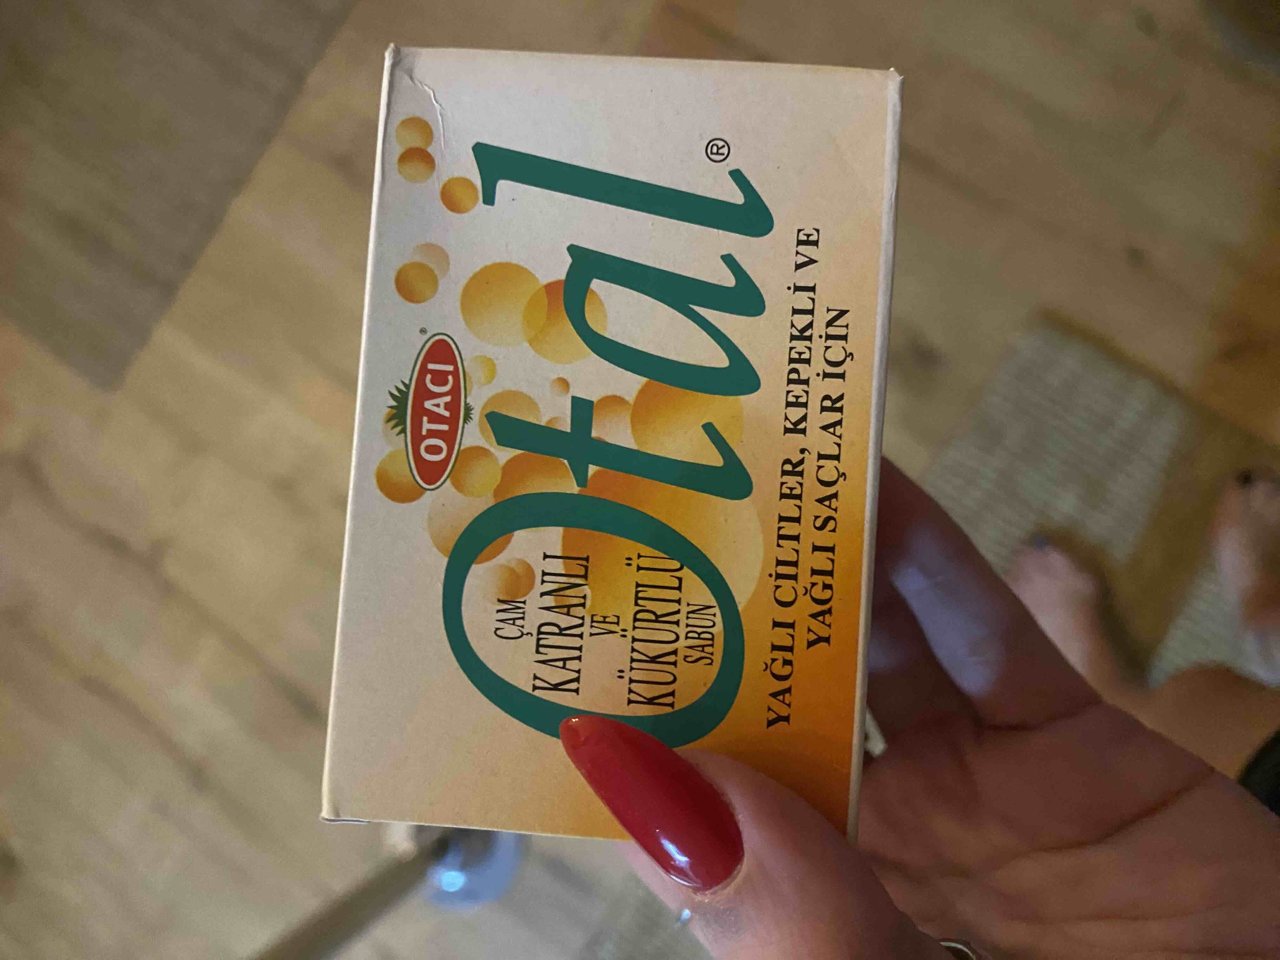 OTACI
Otal®
ÇAM
KATRANLI
VE
KÜKÜRTLÜ
SABUN
YAĞLI CİLTLER, KEPEKLİ VE
YAĞLI SAÇLAR İÇİN